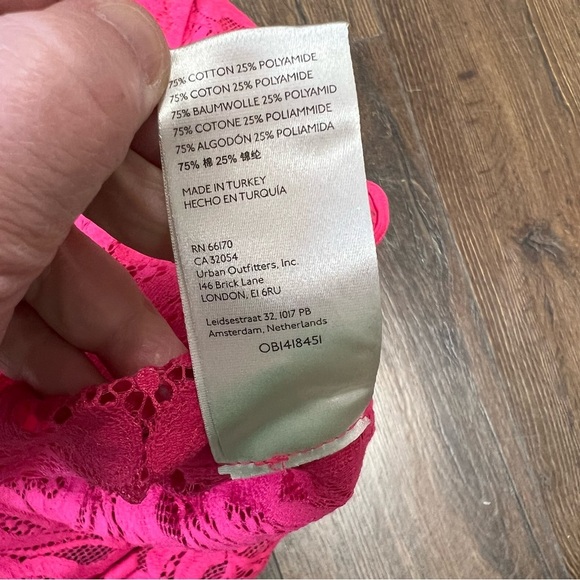 75% COTTON 25% POLYAMIDE
75% COTON 25% POLYAMIDE
75% BAUMWOLLE 25% POLYAMID
75% COTONE 25% POLIAMMIDE
75% ALGODÓN 25% POLIAMIDA
75% 棉 25% 锦纶
MADE IN TURKEY
HECHO EN TURQUÍA
RN 66170
CA 32054
Urban Outfitters, Inc.
146 Brick Lane
LONDON, E1 6RU
Leidsestraat 32, 1017 PB
Amsterdam, Netherlands
OB1418451